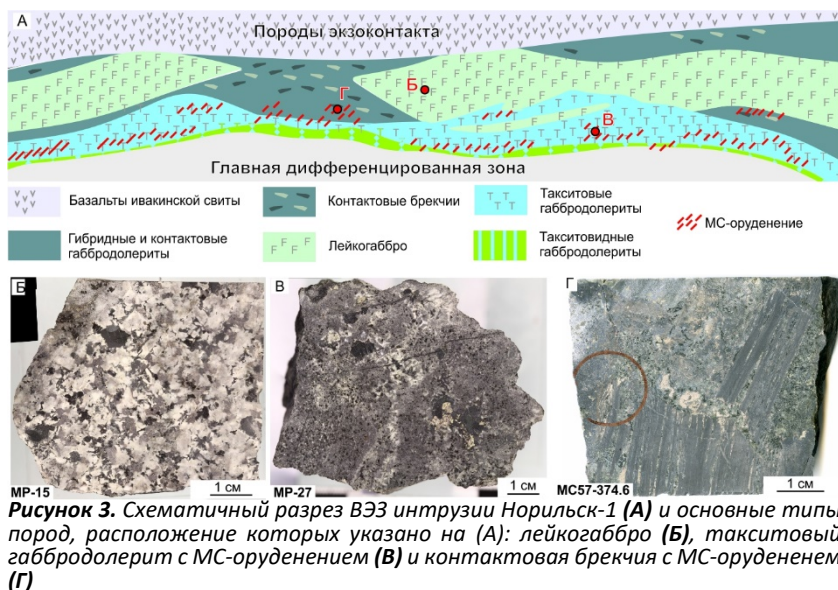 А
Породы экзоконтакта
Г
Б
В
Главная дифференцированная зона
Базальты ивакинской свиты
Контактовые брекчии
Такситовые
габбродолериты
МС-оруденение
Гибридные и контактовые
габбродолериты
Лейкогаббро
Такситовидные
габбродолериты
Б
В
Г
МР-15
1 см
МР-27
1 см
МС57-374.6
1 см
Рисунок 3. Схематичный разрез ВЭЗ интрузии Норильск-1 (А) и основные типы
пород, расположение которых указано на (А): лейкогаббро (Б), такситовый
габбродолерит с МС-оруденением (В) и контактовая брекчия с МС-орудененем
(Г)